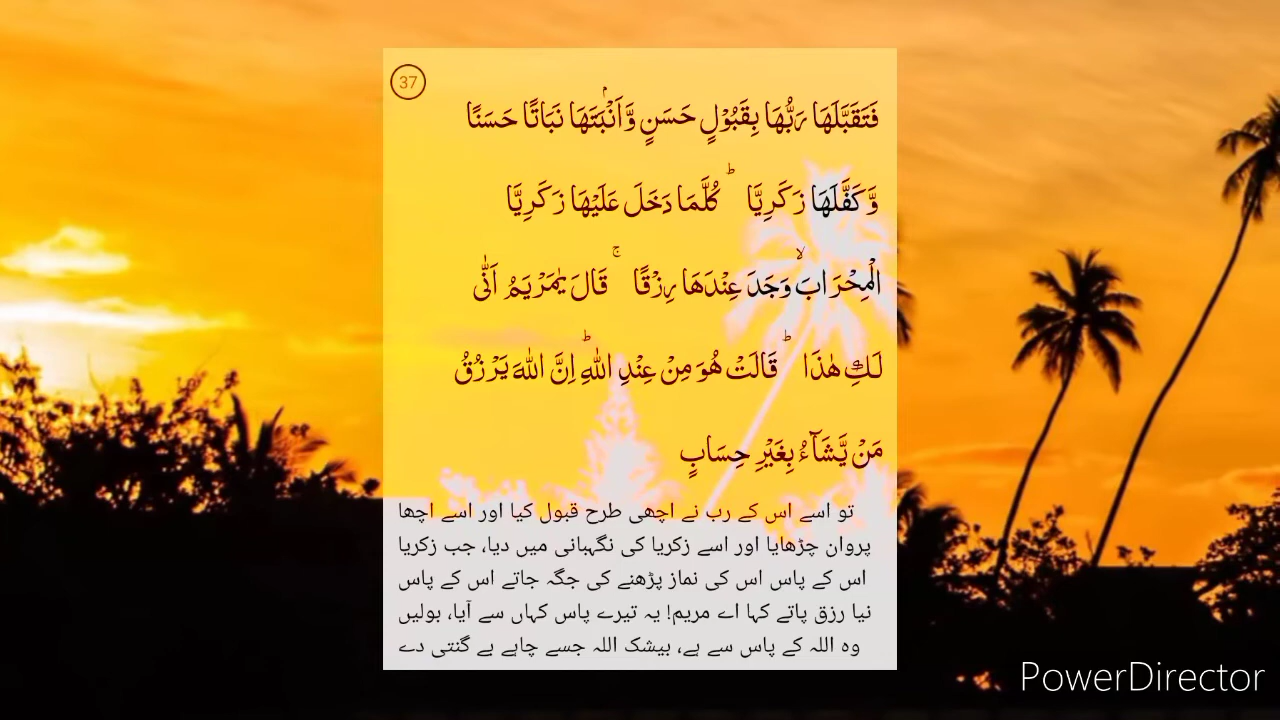 37
فَتَقَبَّلَهَا رَبُّهَا بِقَبُوْلٍ حَسَنٍ وَّاَنْۢبَتَهَا نَبَاتًا حَسَنًا
وَّكَفَّلَهَا زَكَرِيَّا ؕ كُلَّمَا دَخَلَ عَلَيْهَا زَكَرِيَّا
الْمِحْرَابَ ۙ وَجَدَ عِنْدَهَا رِزْقًا ۚ قَالَ يٰمَرْيَمُ اَنّٰى
لَكِ هٰذَا ؕ قَالَتْ هُوَ مِنْ عِنْدِ اللّٰهِ ؕ اِنَّ اللّٰهَ يَرْزُقُ
مَنْ يَّشَآءُ بِغَيْرِ حِسَابٍ
تو اسے اس کے رب نے اچھی طرح قبول کیا اور اسے اچھا
پروان چڑھایا اور اسے زکریا کی نگہبانی میں دیا، جب زکریا
اس کے پاس اس کی نماز پڑھنے کی جگہ جاتے اس کے پاس
نیا رزق پاتے کہا اے مریم! یہ تیرے پاس کہاں سے آیا، بولیں
وہ اللہ کے پاس سے ہے، بیشک اللہ جسے چاہے بے گنتی دے
PowerDirector